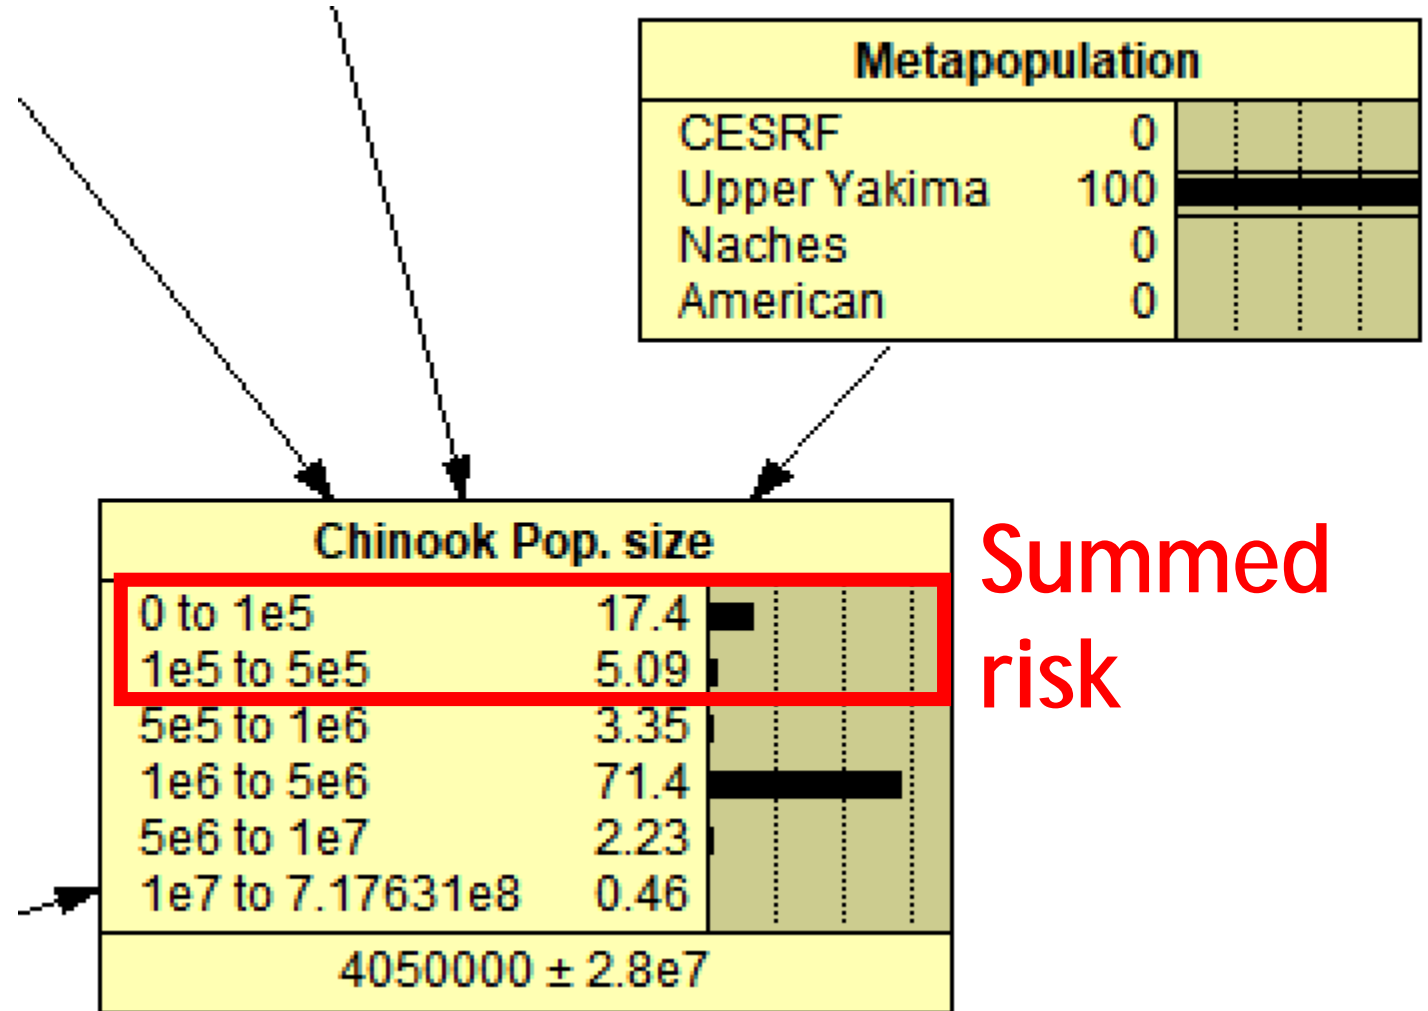 Metapopulation
CESRF 0
Upper Yakima 100
Naches 0
American 0
Chinook Pop. size
0 to 1e5 17.4
1e5 to 5e5 5.09
5e5 to 1e6 3.35
1e6 to 5e6 71.4
5e6 to 1e7 2.23
1e7 to 7.17631e8 0.46
4050000 ± 2.8e7
Summed
risk